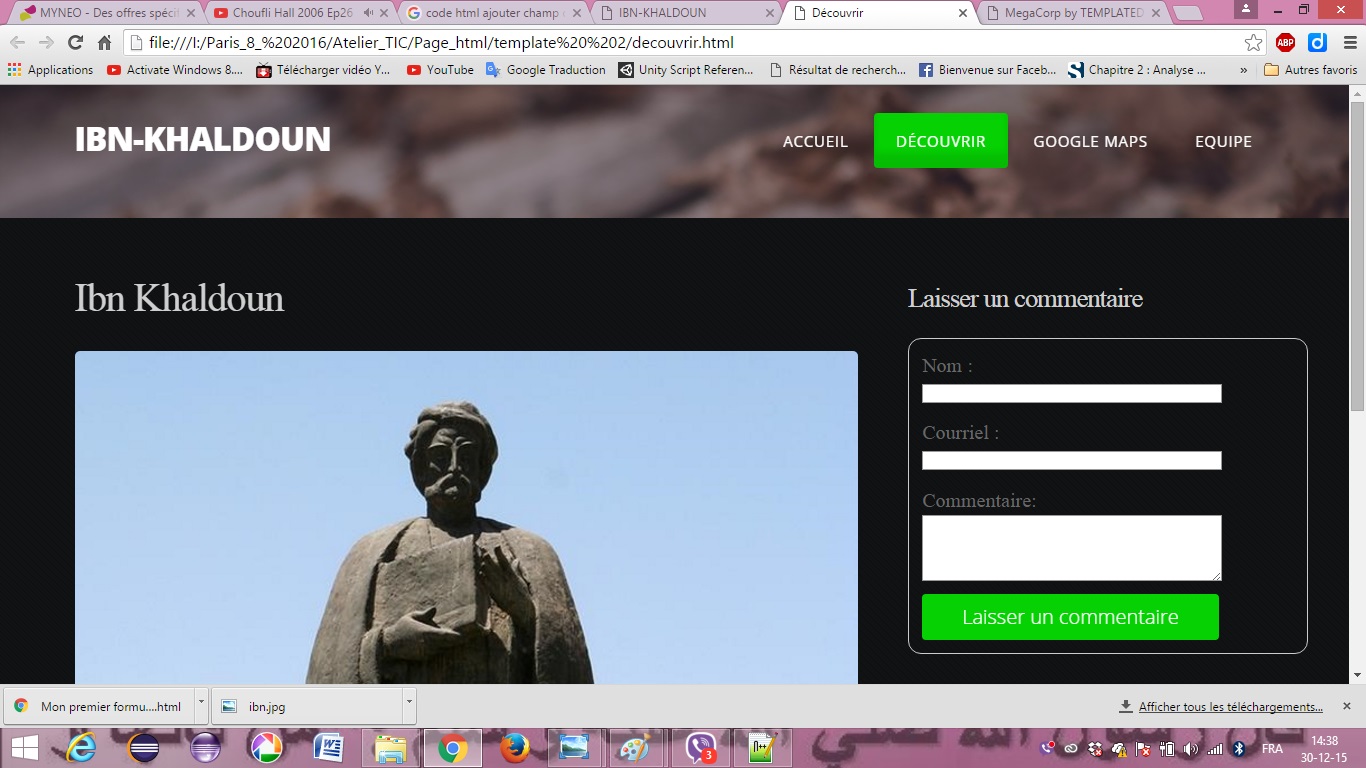 MYNEO - Des offres spécif
Choufli Hall 2006 Ep26
code html ajouter champ
IBN-KHALDOUN
Découvrir
MegaCorp by TEMPLATED
file:///I:/Paris_8_%202016/Atelier_TIC/Page_html/template%20%202/decouvrir.html
ABP
Applications
Activate Windows 8....
Télécharger vidéo Y...
YouTube
Google Traduction
Unity Script Referen...
Résultat de recherch...
Bienvenue sur Faceb...
Chapitre 2 : Analyse ...
»
Autres favoris
IBN-KHALDOUN
ACCUEIL
DÉCOUVRIR
GOOGLE MAPS
EQUIPE
Ibn Khaldoun
Laisser un commentaire
Nom :
Courriel :
Commentaire:
Laisser un commentaire
Mon premier formu....html
ibn.jpg
Afficher tous les téléchargements...
3
FRA
14:38
30-12-15